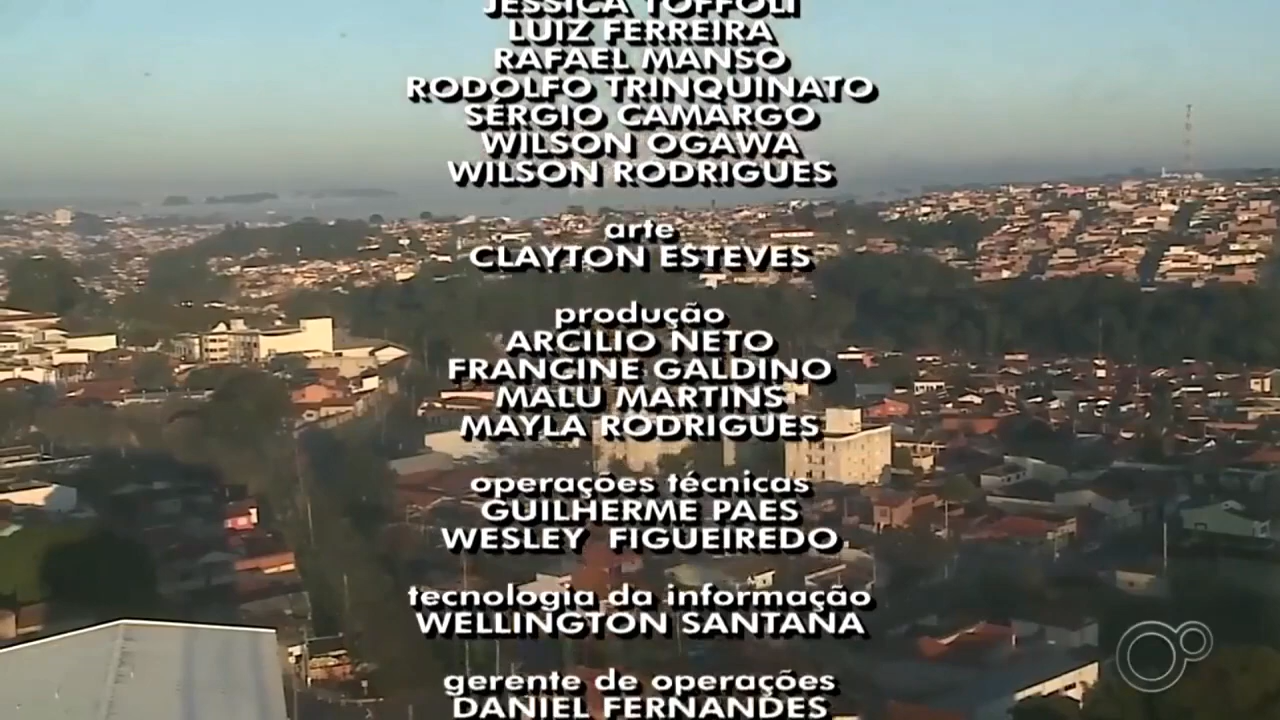 JÉSSICA TOFFOLI
LUIZ FERREIRA
RAFAEL MANSO
RODOLFO TRINQUINATO
SÉRGIO CAMARGO
WILSON OGAWA
WILSON RODRIGUES
arte
CLAYTON ESTEVES
produção
ARCILIO NETO
FRANCINE GALDINO
MALU MARTINS
MAYLA RODRIGUES
operações técnicas
GUILHERME PAES
WESLEY FIGUEIREDO
tecnologia da informação
WELLINGTON SANTANA
gerente de operações
DANIEL FERNANDES